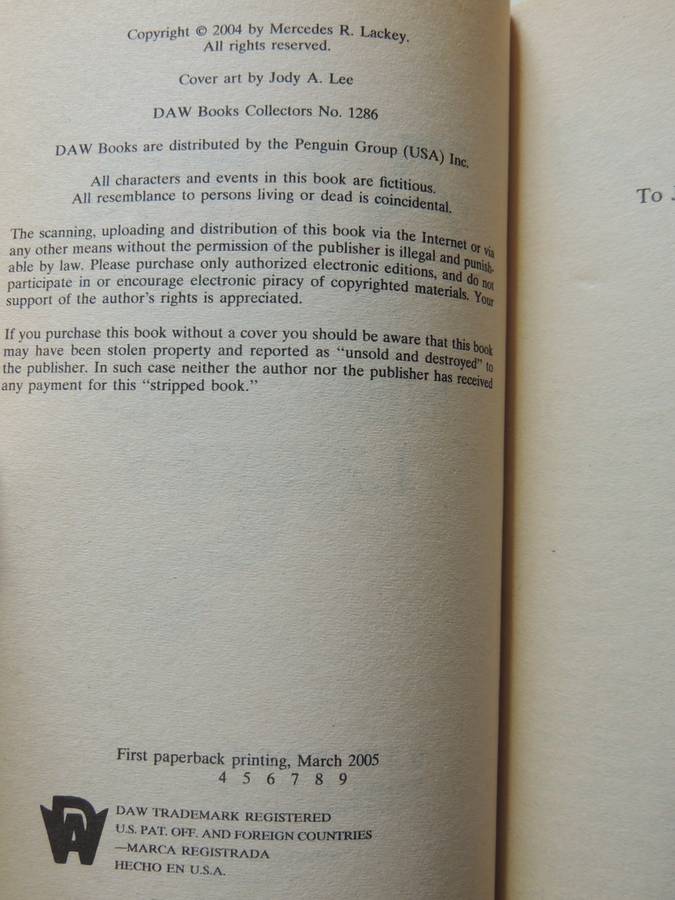 Copyright © 2004 by Mercedes R. Lackey.
All rights reserved.
Cover art by Jody A. Lee
DAW Books Collectors No. 1286
DAW Books are distributed by the Penguin Group (USA) Inc.
All characters and events in this book are fictitious.
All resemblance to persons living or dead is coincidental.
The scanning, uploading and distribution of this book via the Internet or via
any other means without the permission of the publisher is illegal and punish-
able by law. Please purchase only authorized electronic editions, and do not
participate in or encourage electronic piracy of copyrighted materials. Your
support of the author's rights is appreciated.
If you purchase this book without a cover you should be aware that this book
may have been stolen property and reported as "unsold and destroyed" to
the publisher. In such case neither the author nor the publisher has received
any payment for this "stripped book."
First paperback printing, March 2005
4 5 6 7 8 9
DAW
DAW TRADEMARK REGISTERED
U.S. PAT. OFF. AND FOREIGN COUNTRIES
—MARCA REGISTRADA
HECHO EN U.S.A.
To